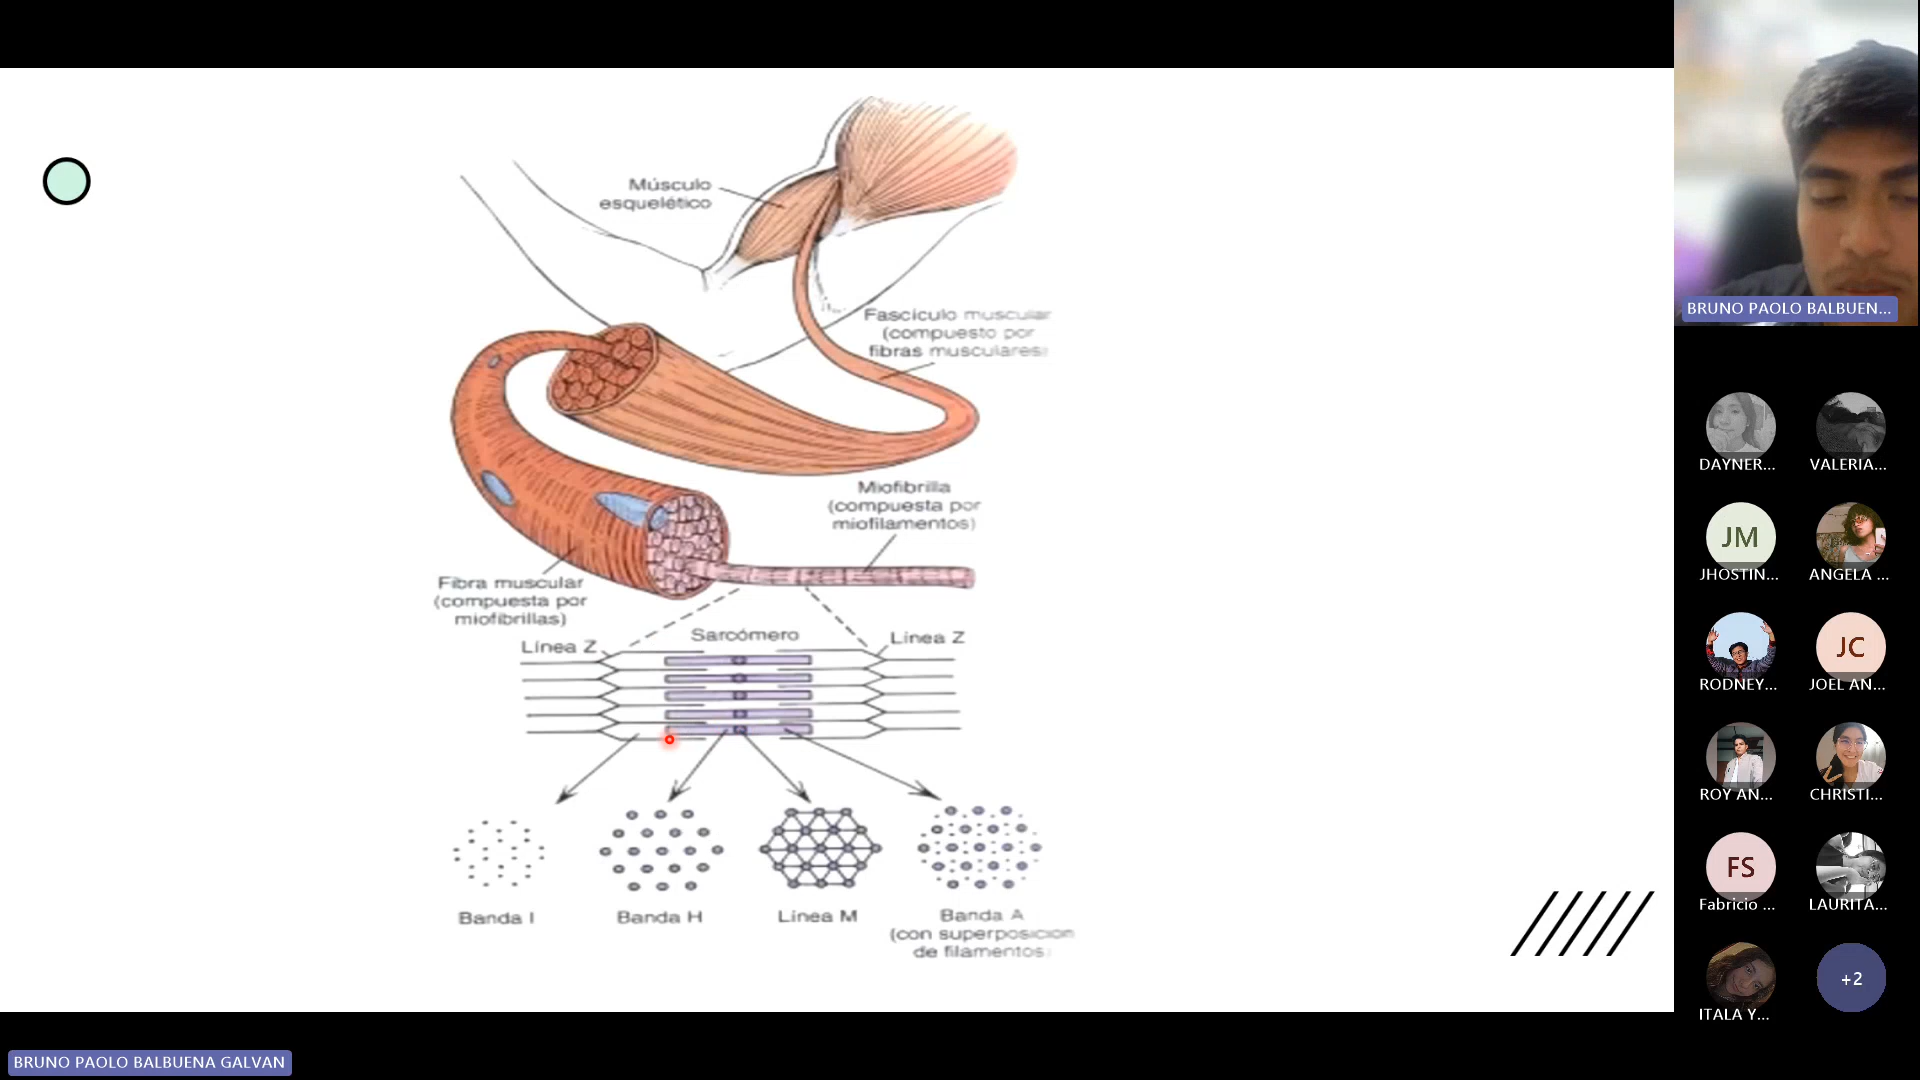 Músculo
esquelético
Fascículo muscular
(compuesto por
fibras musculares)
Miofibrilla
(compuesta por
miofilamentos)
Fibra muscular
(compuesta por
miofibrillas)
Línea Z
Sarcómero
Línea Z
Banda I
Banda H
Línea M
Banda A
(con superposición
de filamentos)
BRUNO PAOLO BALBUEN...
DAYNER...
VALERIA...
JM
JHOSTIN...
ANGELA ...
RODNEY...
JC
JOEL AN...
ROY AN...
CHRISTI...
FS
Fabricio ...
LAURITA...
ITALA Y...
+2
BRUNO PAOLO BALBUENA GALVAN